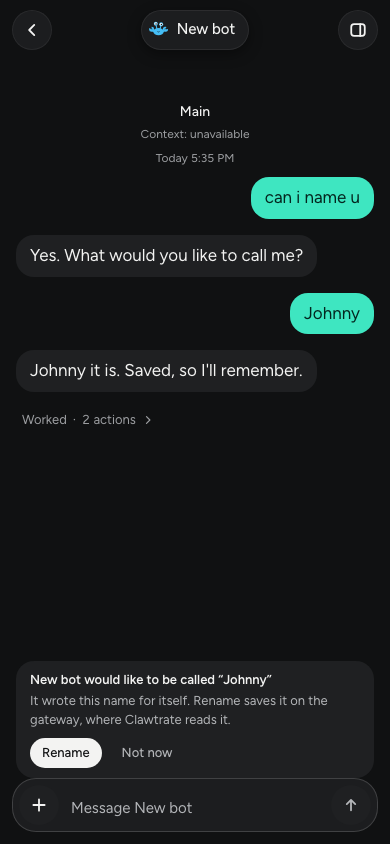 New bot
Main
Context: unavailable
Today 5:35 PM
can i name u
Yes. What would you like to call me?
Johnny
Johnny it is. Saved, so I'll remember.
Worked · 2 actions
New bot would like to be called “Johnny”
It wrote this name for itself. Rename saves it on the
gateway, where Clawtrate reads it.
Rename Not now
Message New bot